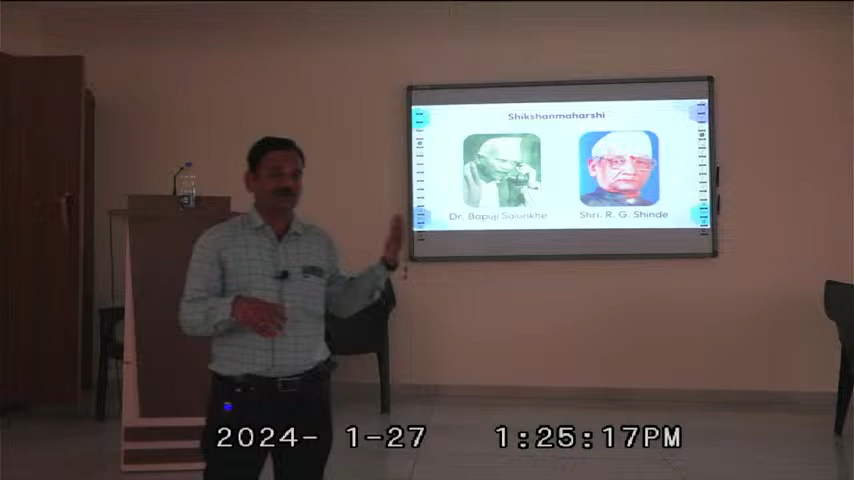 Shikshanmaharshi
Dr. Bapuji Salunkhe Shri. R. G. Shinde
2024- 1-27 1:25:17PM